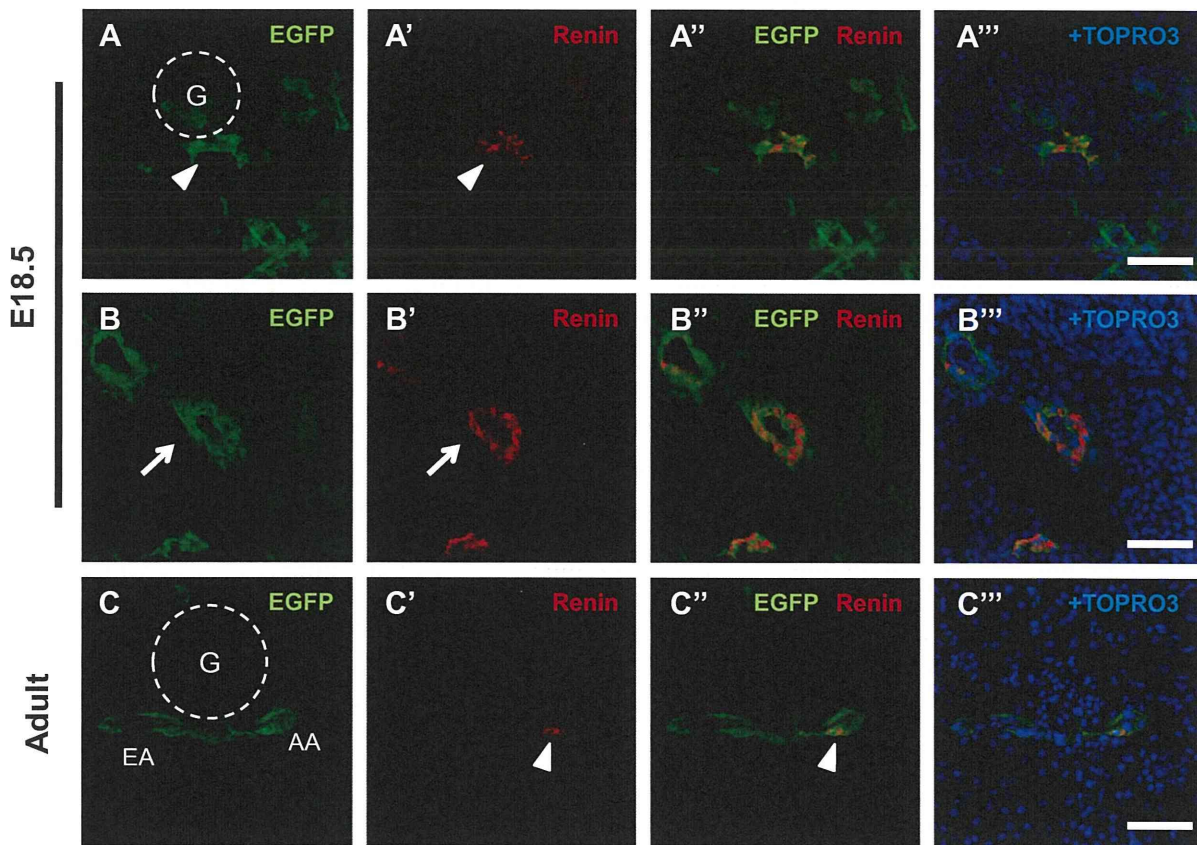 A EGFP
A' Renin
A'' EGFP Renin
A''' +TOPRO3
G
E18.5
B EGFP
B' Renin
B'' EGFP Renin
B''' +TOPRO3
C EGFP
C' Renin
C'' EGFP Renin
C''' +TOPRO3
G
EA AA
Adult